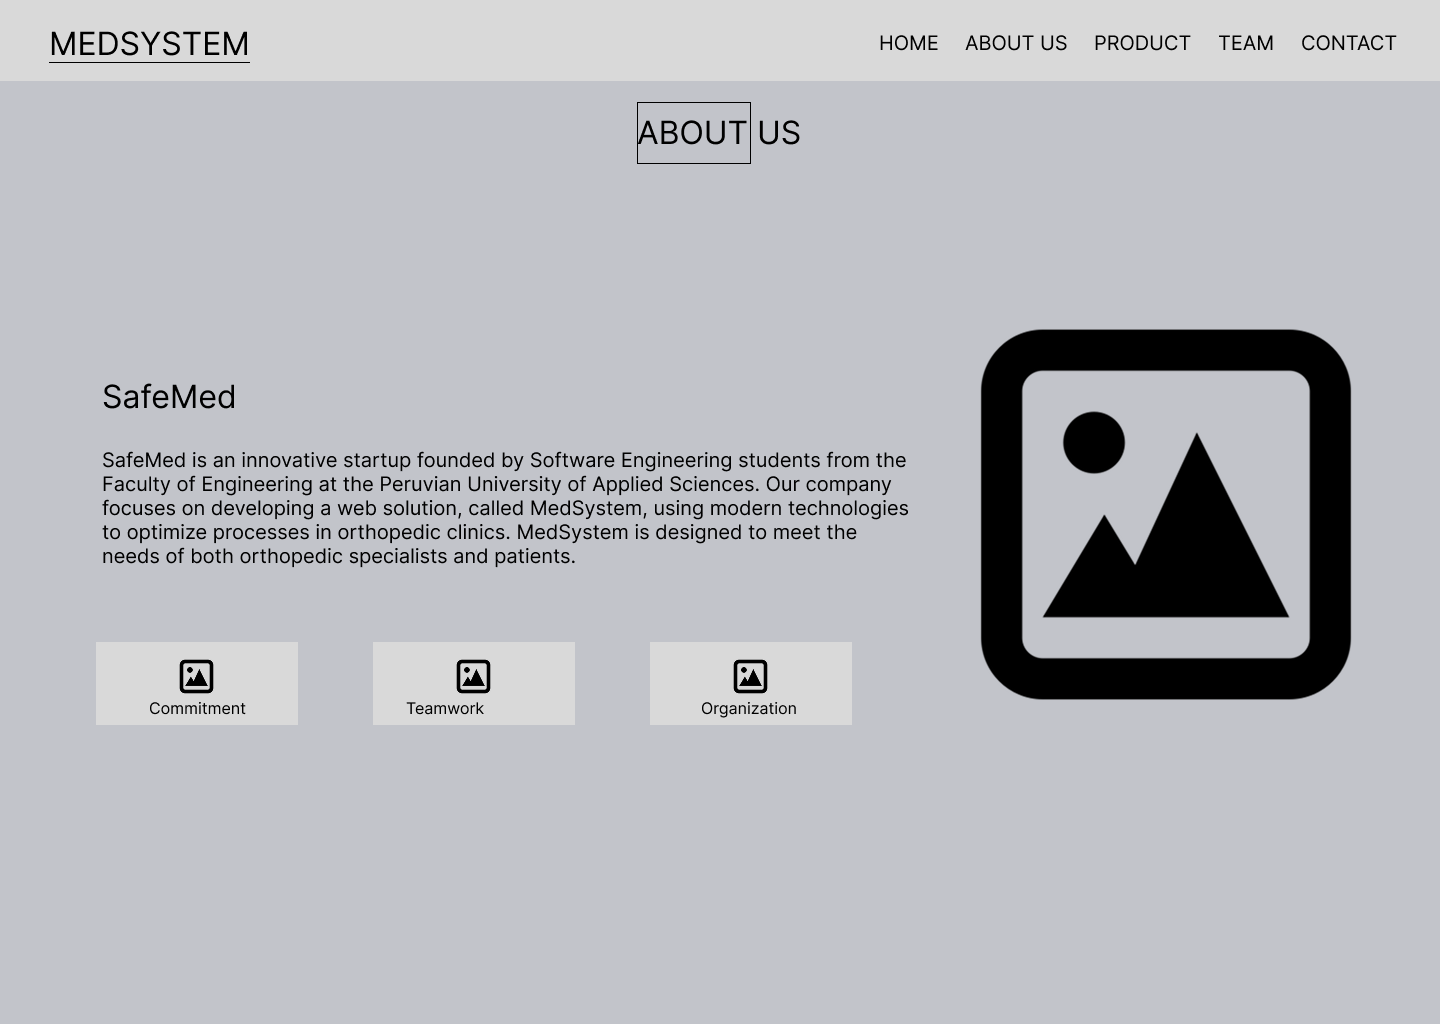 MEDSYSTEM
HOME ABOUT US PRODUCT TEAM CONTACT
ABOUT US
SafeMed
SafeMed is an innovative startup founded by Software Engineering students from the
Faculty of Engineering at the Peruvian University of Applied Sciences. Our company
focuses on developing a web solution, called MedSystem, using modern technologies
to optimize processes in orthopedic clinics. MedSystem is designed to meet the
needs of both orthopedic specialists and patients.
Commitment
Teamwork
Organization